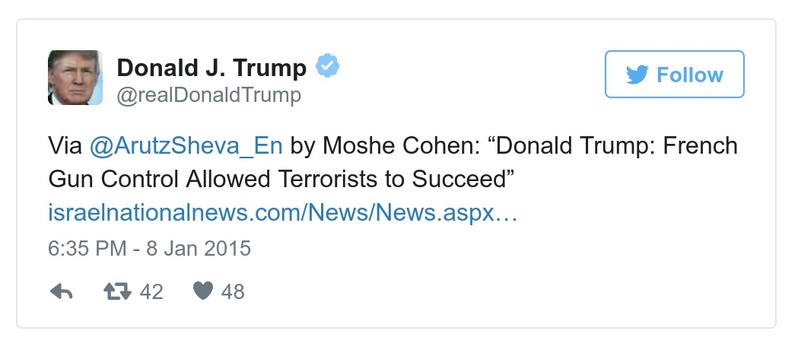 Donald J. Trump
@realDonaldTrump
Follow
Via @ArutzSheva_En by Moshe Cohen: “Donald Trump: French
Gun Control Allowed Terrorists to Succeed”
israelnationalnews.com/News/News.aspx…
6:35 PM - 8 Jan 2015
42 48